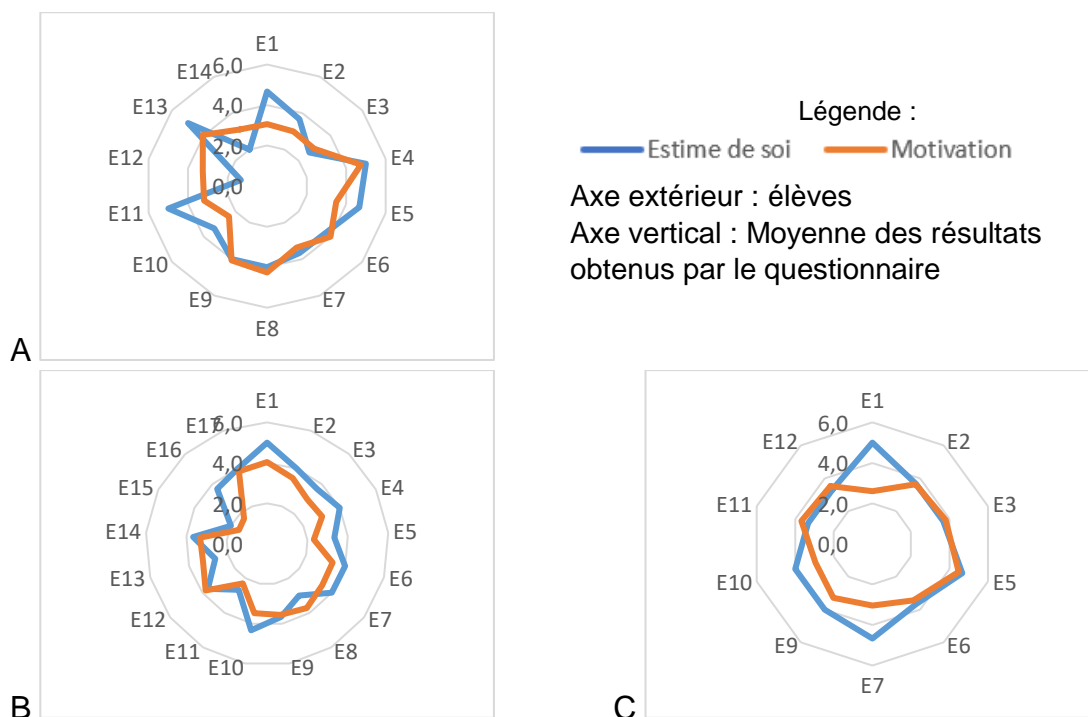 E1
6,0
E14
E2
E13
4,0
E3
2,0
E12
E4
0,0
E11
E5
E10
E6
E9
E7
E8
A
Légende :
Estime de soi
Motivation
Axe extérieur : élèves
Axe vertical : Moyenne des résultats
obtenus par le questionnaire
E1
6,0
E17
E2
E16
E3
4,0
E15
E4
2,0
E14
E5
0,0
E13
E6
E12
E7
E11
E8
E10
E9
B
E1
6,0
E12
E2
4,0
E11
E3
2,0
0,0
E10
E5
E9
E6
E7
C